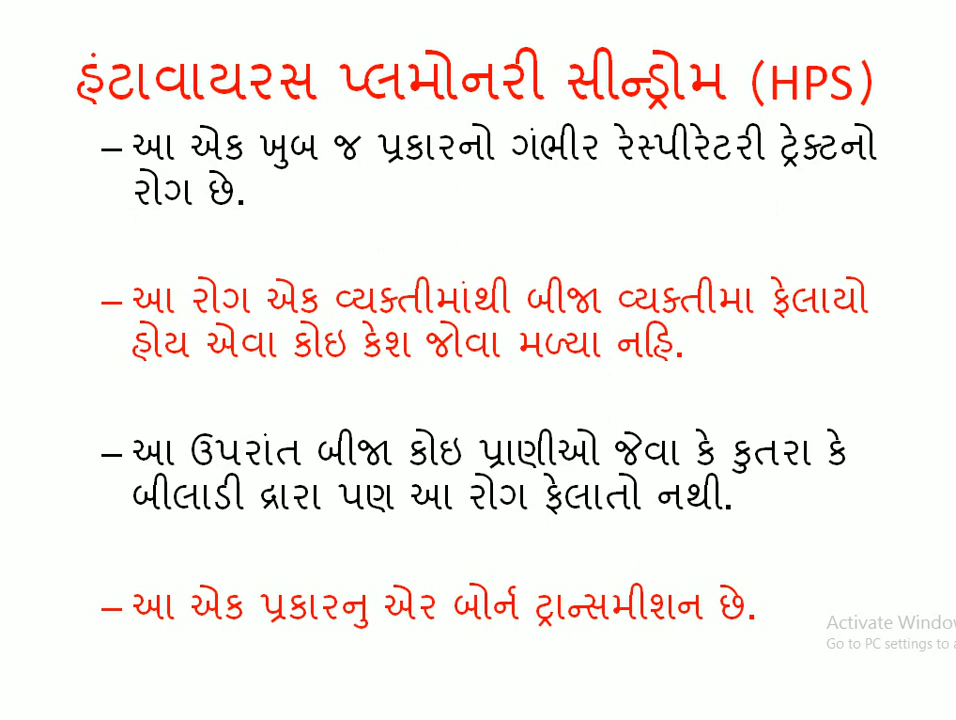 હંટાવાયરસ પ્લમોનરી સીન્ડ્રોમ (HPS)
– આ એક ખુબ જ પ્રકારનો ગંભીર રેસ્પીરેટરી ટ્રેક્ટનો
રોગ છે.
– આ રોગ એક વ્યક્તીમાંથી બીજા વ્યક્તીમા ફેલાયો
હોય એવા કોઇ કેશ જોવા મળ્યા નહિ.
– આ ઉપરાંત બીજા કોઇ પ્રાણીઓ જેવા કે કુતરા કે
બીલાડી દ્રારા પણ આ રોગ ફેલાતો નથી.
– આ એક પ્રકારનુ એર બોર્ન ટ્રાન્સમીશન છે.
Activate Window
Go to PC settings to a